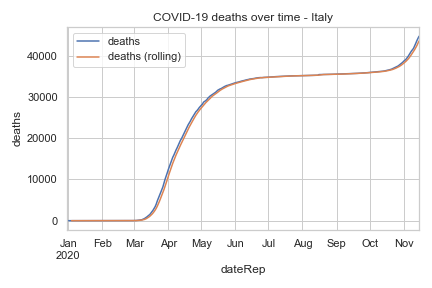 COVID-19 deaths over time - Italy
deaths
deaths (rolling)
40000
30000
20000
10000
0
deaths
Jan Feb Mar Apr May Jun Jul Aug Sep Oct Nov
2020
dateRep